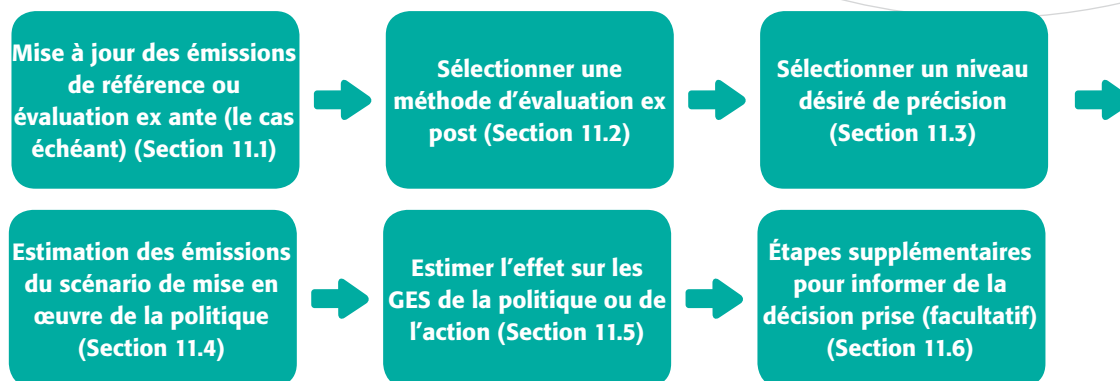 Mise à jour des émissions
de référence ou
évaluation ex ante (le cas
échéant) (Section 11.1)
Sélectionner une
méthode d'évaluation ex
post (Section 11.2)
Sélectionner un niveau
désiré de précision
(Section 11.3)
Estimation des émissions
du scénario de mise en
œuvre de la politique
(Section 11.4)
Estimer l'effet sur les
GES de la politique ou de
l'action (Section 11.5)
Étapes supplémentaires
pour informer de la
décision prise (facultatif)
(Section 11.6)